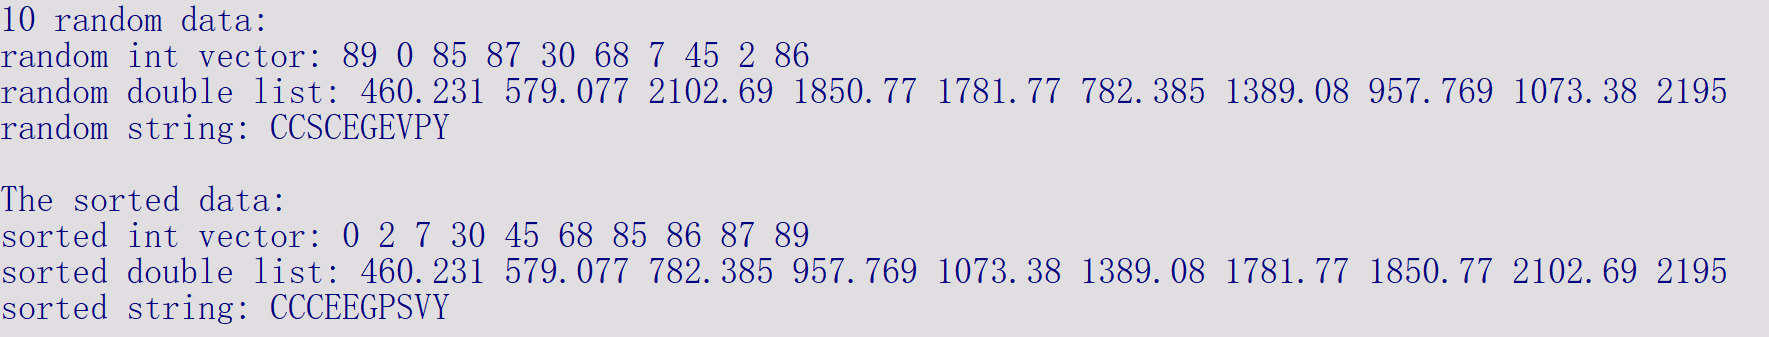 10 random data:
random int vector: 89 0 85 87 30 68 7 45 2 86
random double list: 460.231 579.077 2102.69 1850.77 1781.77 782.385 1389.08 957.769 1073.38 2195
random string: CCSCEGEVPY
The sorted data:
sorted int vector: 0 2 7 30 45 68 85 86 87 89
sorted double list: 460.231 579.077 782.385 957.769 1073.38 1389.08 1781.77 1850.77 2102.69 2195
sorted string: CCCEEGPSVY